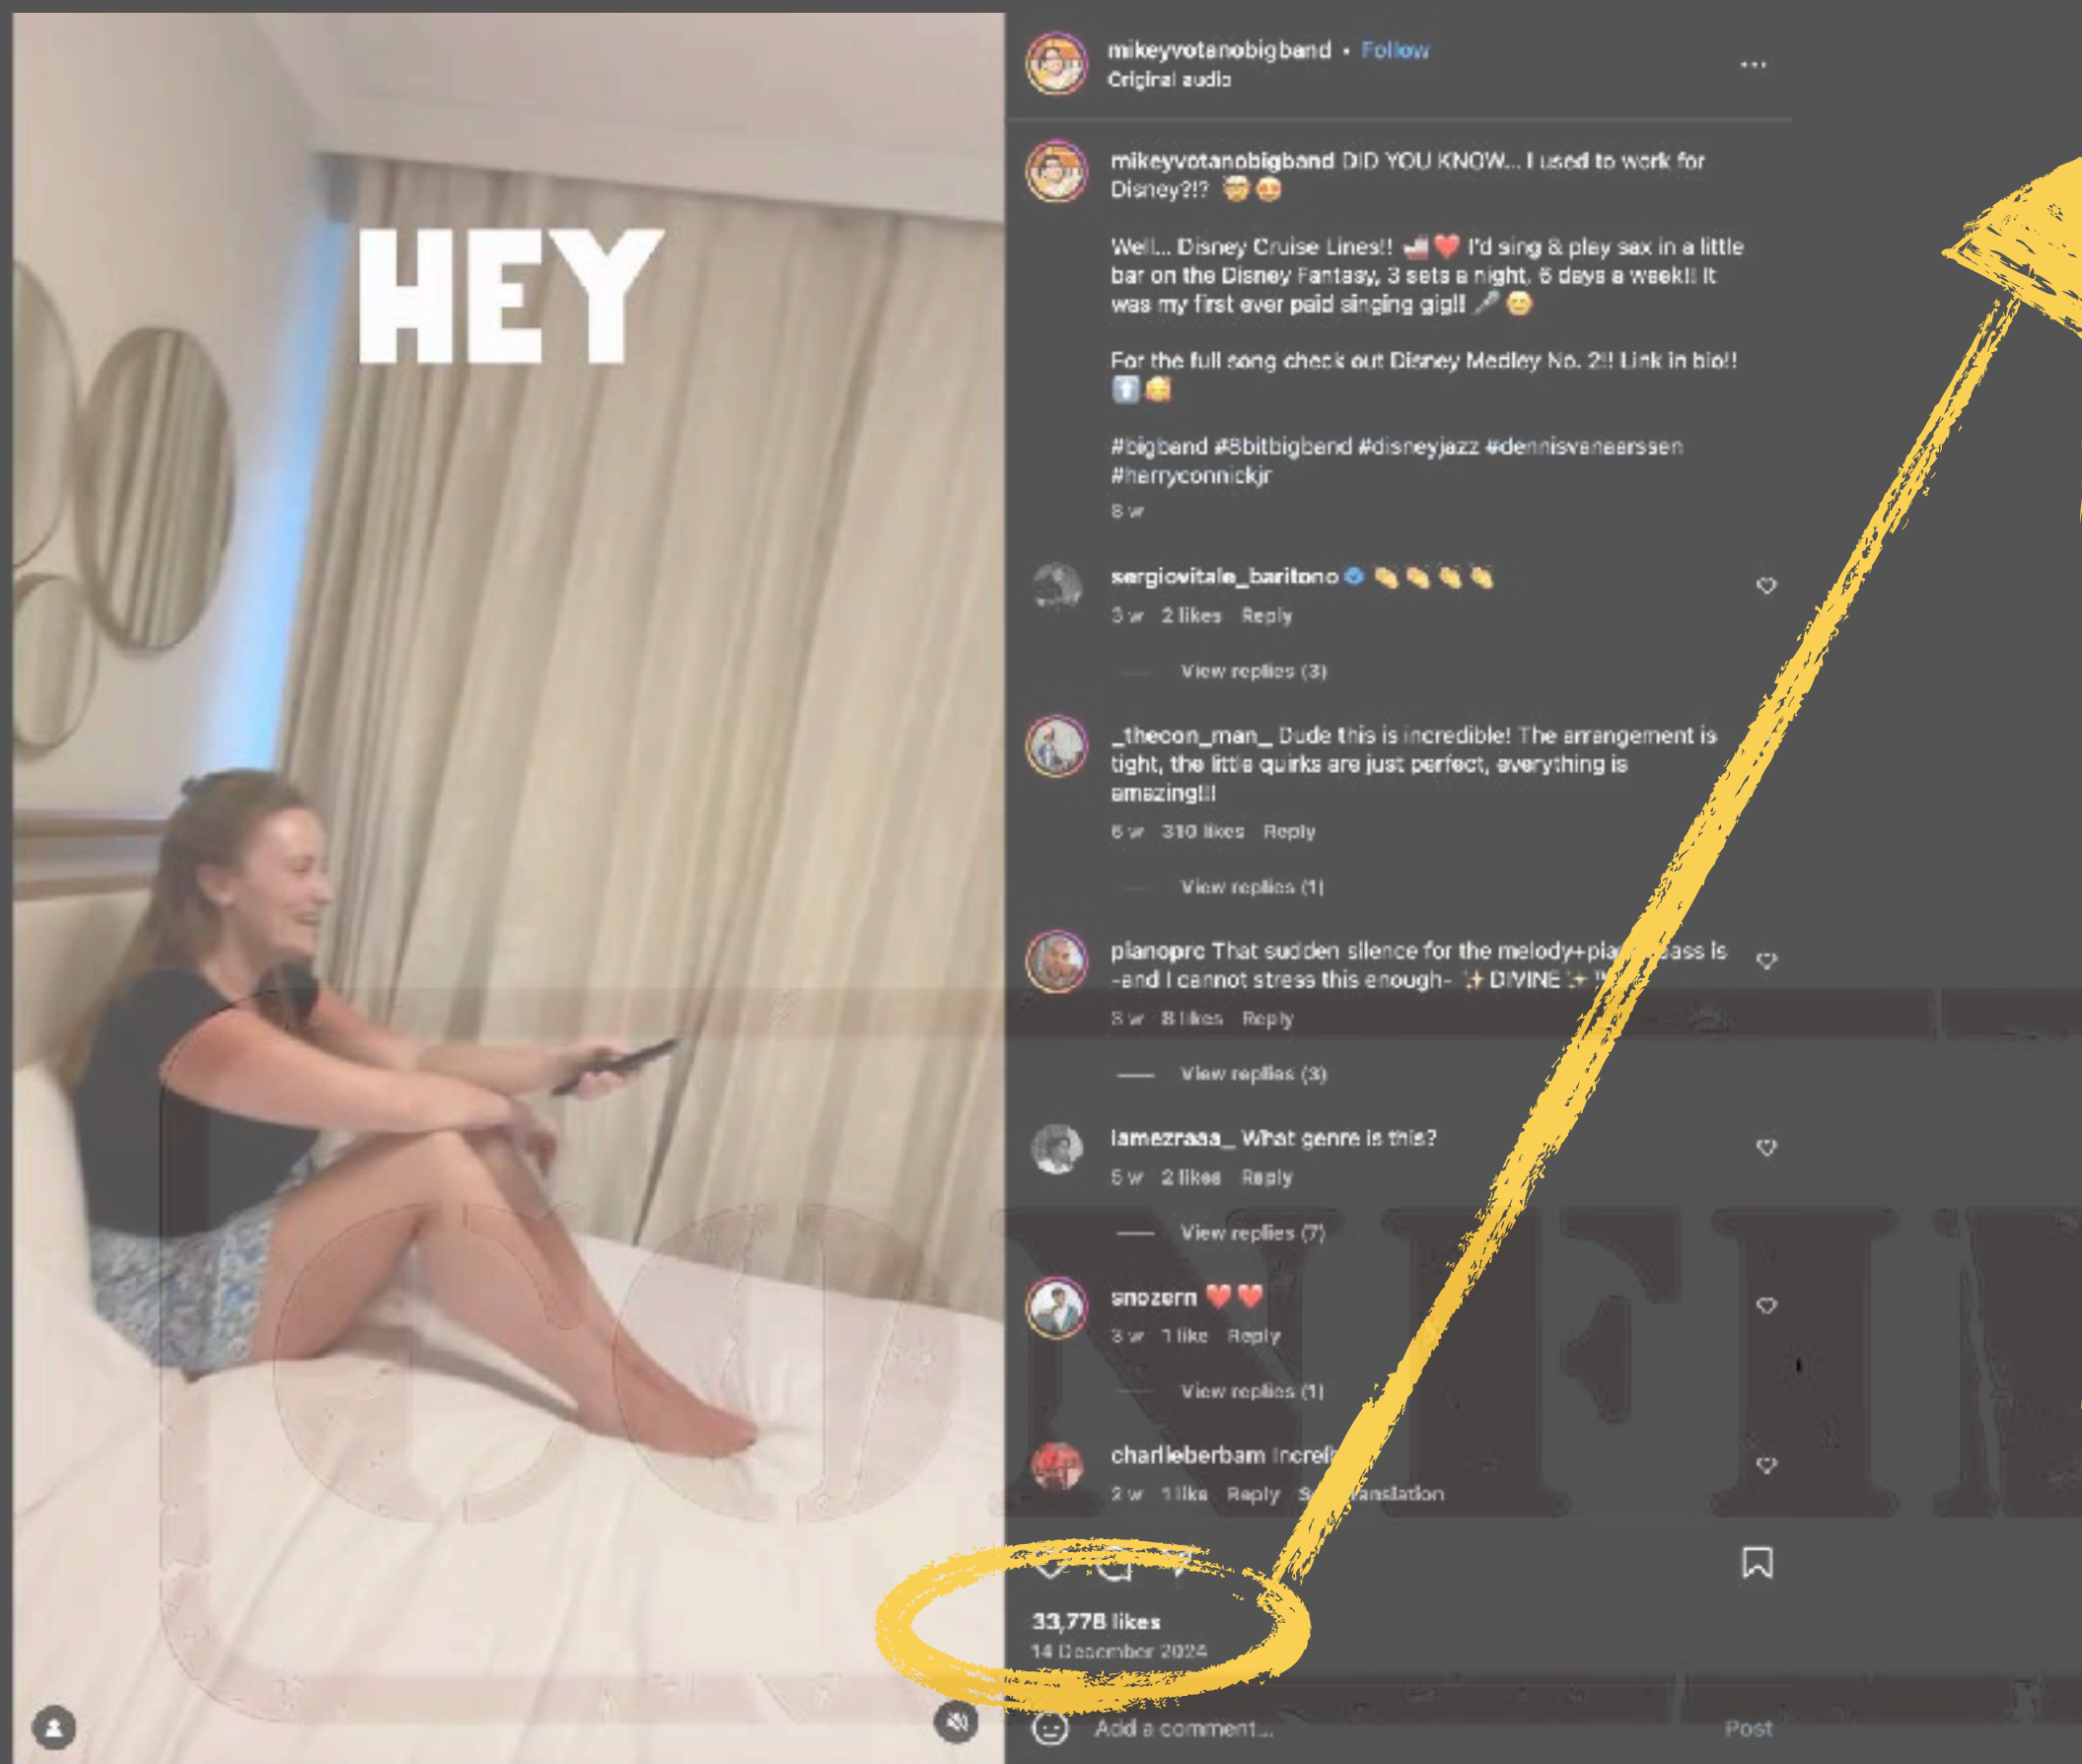 HEY
mikeyvotanobigband • Follow
Original audio
mikeyvotanobigband DID YOU KNOW... I used to work for
Disney?!? 🤯🤩
Well... Disney Cruise Lines!! 🛳️❤️ I'd sing & play sax in a little
bar on the Disney Fantasy, 3 sets a night, 6 days a week!! It
was my first ever paid singing gig!! 🎤😊
For the full song check out Disney Medley No. 2!! Link in bio!!
⬆️🥰
#bigband #8bitbigband #disneyjazz #dennisvanaarssen
#harryconnickjr
8 w
sergiovitale_baritono 👏👏👏👏
3 w 2 likes Reply
View replies (3)
_thecon_man_ Dude this is incredible! The arrangement is
tight, the little quirks are just perfect, everything is
amazing!!!
6 w 310 likes Reply
View replies (1)
pianopro That sudden silence for the melody+ bass is
-and I cannot stress this enough- ✨DIVINE✨
3 w 8 likes Reply
View replies (3)
iamezraaa_ What genre is this?
5 w 2 likes Reply
View replies (7)
snozern ❤️❤️
3 w 1 like Reply
View replies (1)
charlieberbam
2 w 1 like Reply
33,778 likes
14 December 2024
Add a comment...
Post